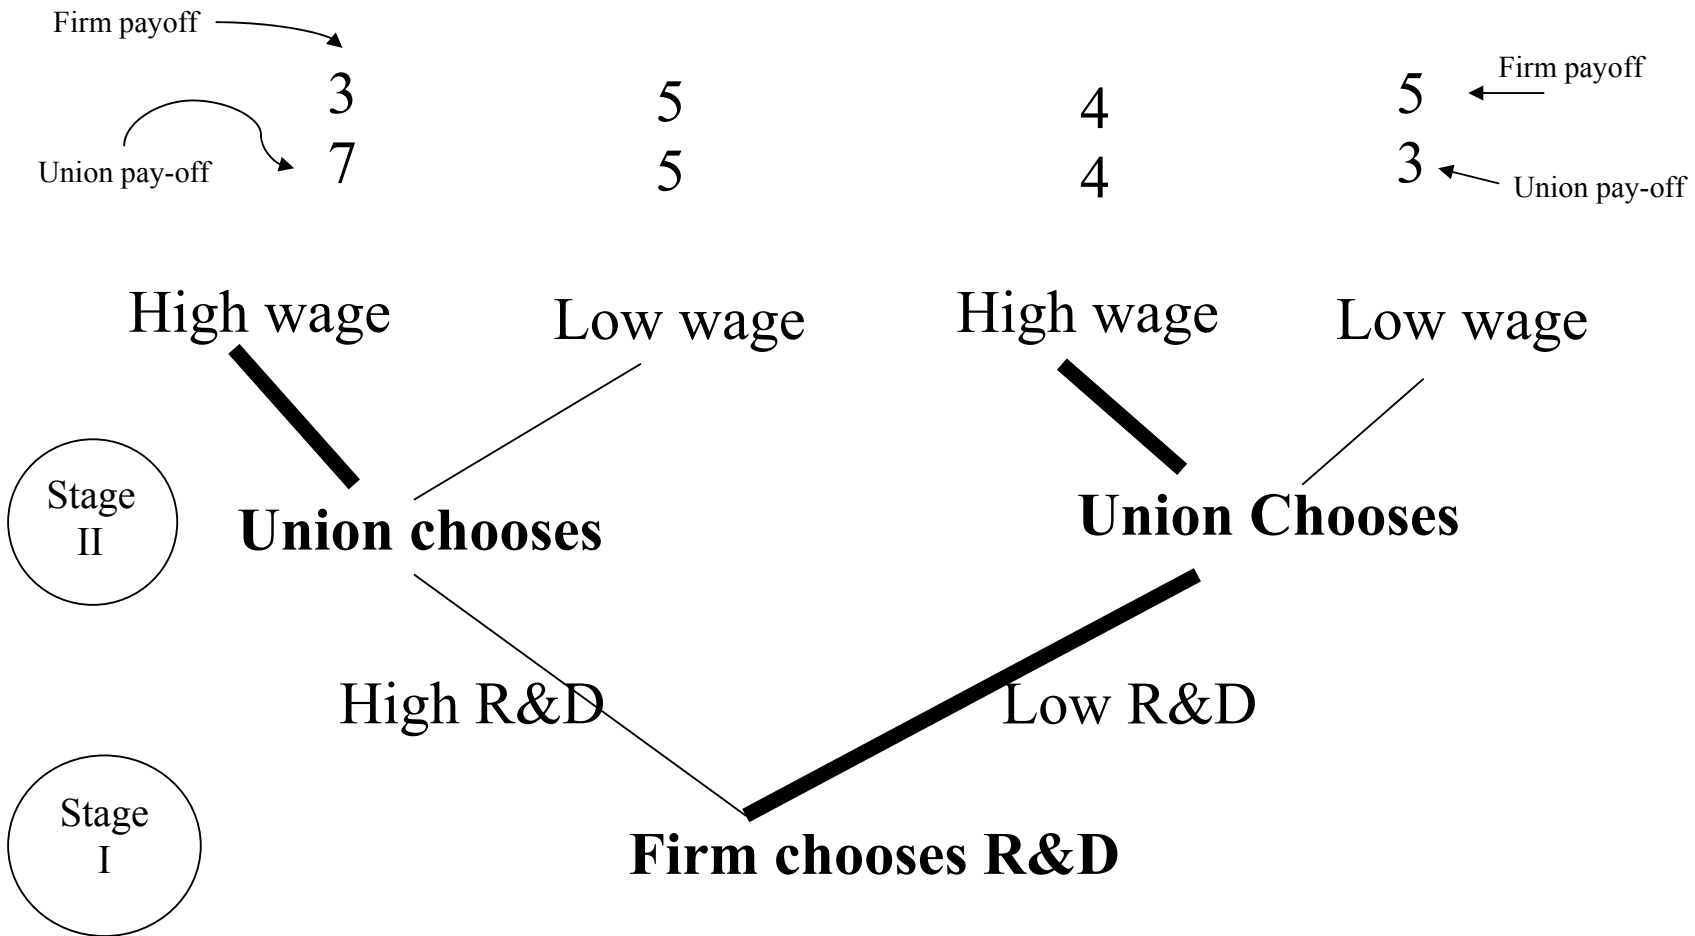 Firm payoff
3
5
4
5
Firm payoff
Union pay-off
7
5
4
3
Union pay-off
High wage
Low wage
High wage
Low wage
Stage
II
Union chooses
Union Chooses
High R&D
Low R&D
Stage
I
Firm chooses R&D